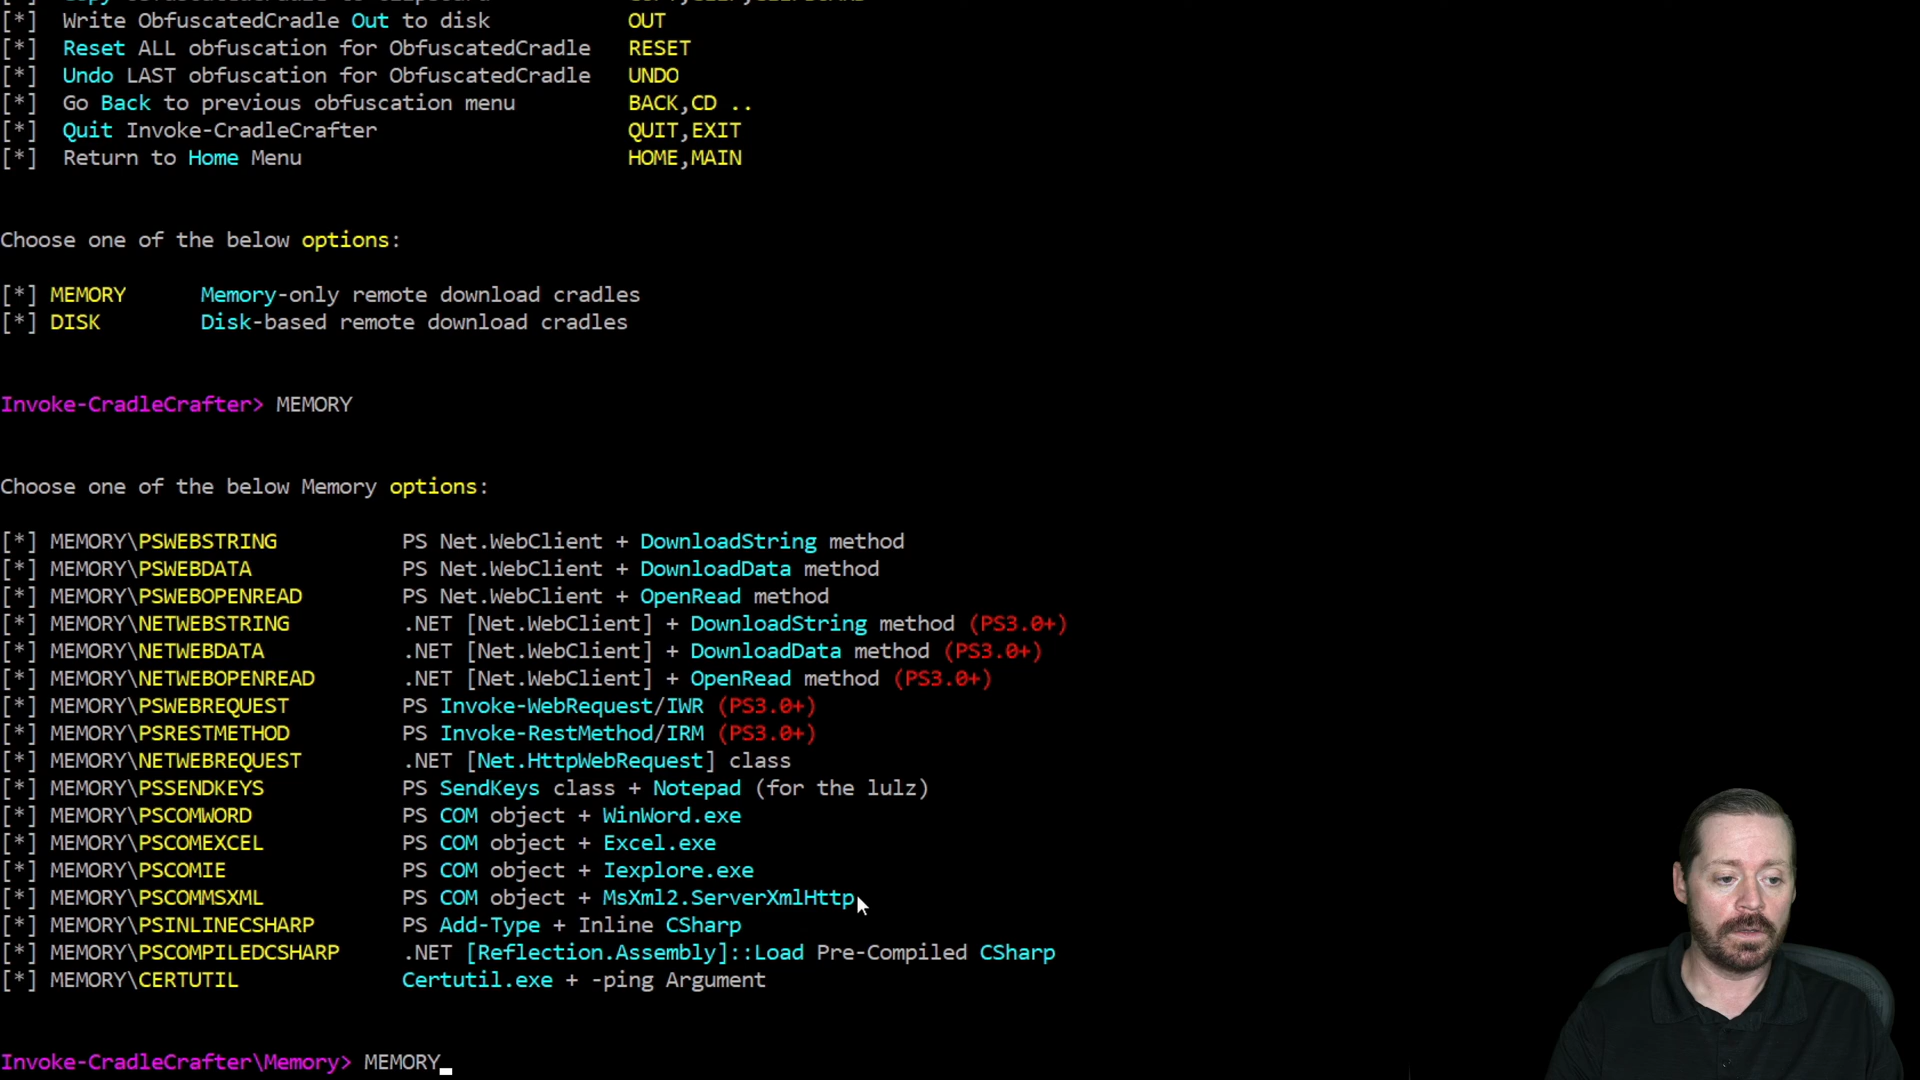 [*] Write ObfuscatedCradle Out to disk OUT
[*] Reset ALL obfuscation for ObfuscatedCradle RESET
[*] Undo LAST obfuscation for ObfuscatedCradle UNDO
[*] Go Back to previous obfuscation menu BACK,CD ..
[*] Quit Invoke-CradleCrafter QUIT,EXIT
[*] Return to Home Menu HOME,MAIN
Choose one of the below options:
[*] MEMORY Memory-only remote download cradles
[*] DISK Disk-based remote download cradles
Invoke-CradleCrafter> MEMORY
Choose one of the below Memory options:
[*] MEMORY\PSWEBSTRING PS Net.WebClient + DownloadString method
[*] MEMORY\PSWEBDATA PS Net.WebClient + DownloadData method
[*] MEMORY\PSWEBOPENREAD PS Net.WebClient + OpenRead method
[*] MEMORY\NETWEBSTRING .NET [Net.WebClient] + DownloadString method (PS3.0+)
[*] MEMORY\NETWEBDATA .NET [Net.WebClient] + DownloadData method (PS3.0+)
[*] MEMORY\NETWEBOPENREAD .NET [Net.WebClient] + OpenRead method (PS3.0+)
[*] MEMORY\PSWEBREQUEST PS Invoke-WebRequest/IWR (PS3.0+)
[*] MEMORY\PSRESTMETHOD PS Invoke-RestMethod/IRM (PS3.0+)
[*] MEMORY\NETWEBREQUEST .NET [Net.HttpWebRequest] class
[*] MEMORY\PSSENDKEYS PS SendKeys class + Notepad (for the lulz)
[*] MEMORY\PSCOMWORD PS COM object + WinWord.exe
[*] MEMORY\PSCOMEXCEL PS COM object + Excel.exe
[*] MEMORY\PSCOMIE PS COM object + Iexplore.exe
[*] MEMORY\PSCOMMSXML PS COM object + MsXml2.ServerXmlHttp
[*] MEMORY\PSINLINECSHARP PS Add-Type + Inline CSharp
[*] MEMORY\PSCOMPILEDCSHARP .NET [Reflection.Assembly]::Load Pre-Compiled CSharp
[*] MEMORY\CERTUTIL Certutil.exe + -ping Argument
Invoke-CradleCrafter\Memory> MEMORY_